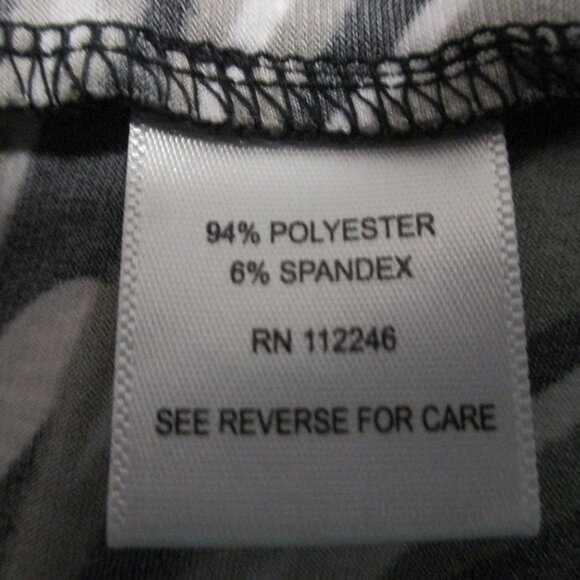 94% POLYESTER
6% SPANDEX
RN 112246
SEE REVERSE FOR CARE